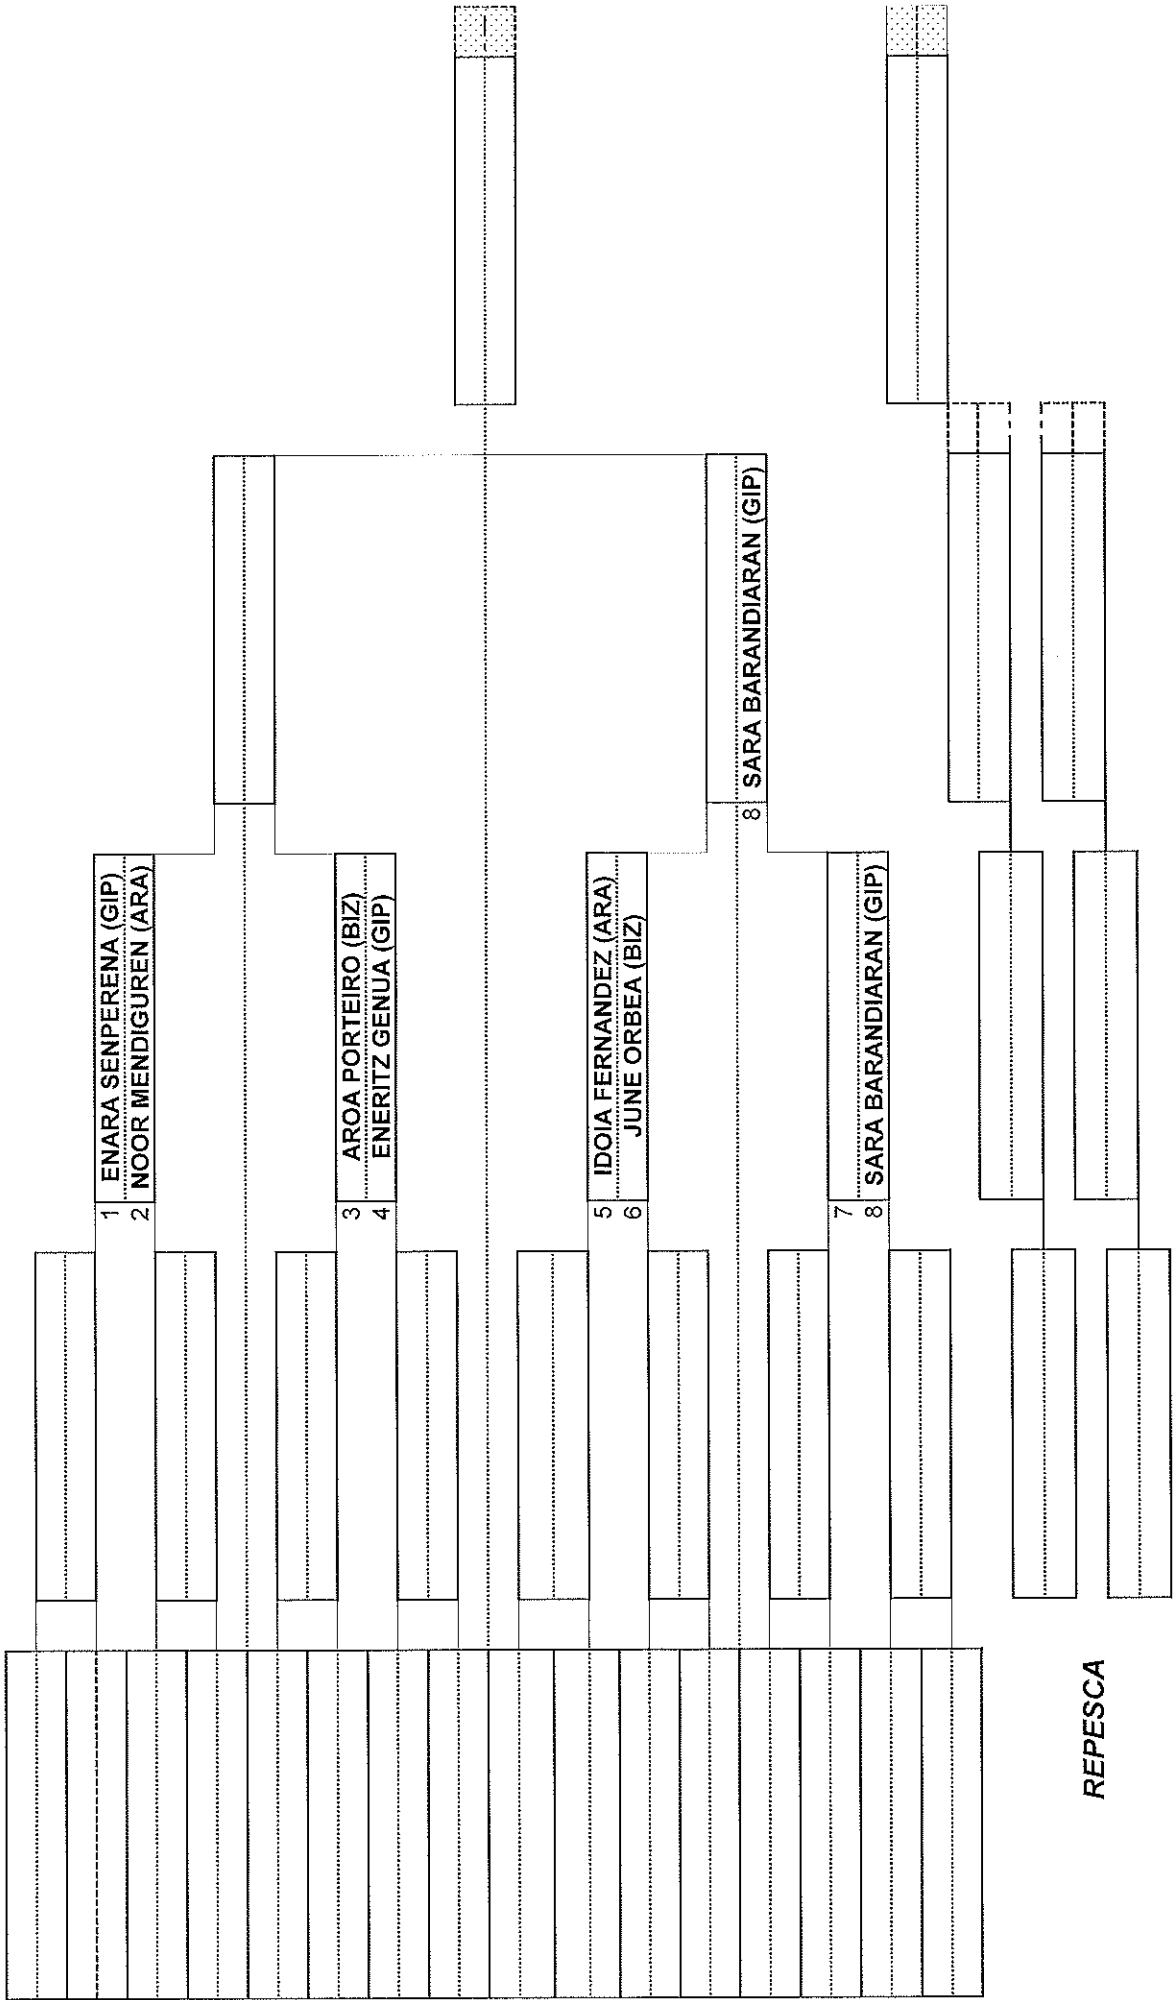 1 ENARA SENPERENA (GIP)
2 NOOR MENDIGUREN (ARA)
3 AROA PORTEIRO (BIZ)
4 ENERITZ GENUA (GIP)
5 IDOIA FERNANDEZ (ARA)
6 JUNE ORBEA (BIZ)
7
8 SARA BARANDIARAN (GIP)
8 SARA BARANDIARAN (GIP)
REPESCA